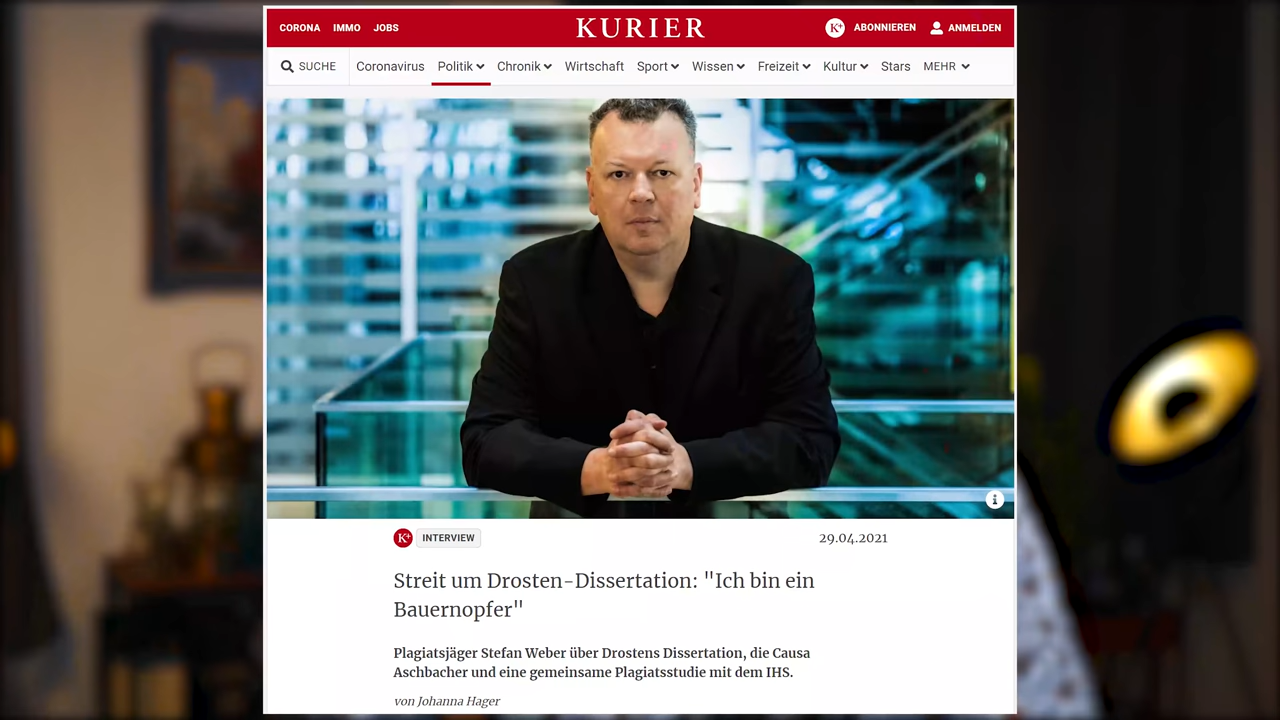 CORONA IMMO JOBS KURIER K+ ABONNIEREN ANMELDEN
SUCHE Coronavirus Politik Chronik Wirtschaft Sport Wissen Freizeit Kultur Stars MEHR
i
K+ INTERVIEW 29.04.2021
Streit um Drosten-Dissertation: "Ich bin ein
Bauernopfer"
Plagiatsjäger Stefan Weber über Drostens Dissertation, die Causa
Aschbacher und eine gemeinsame Plagiatsstudie mit dem IHS.
von Johanna Hager